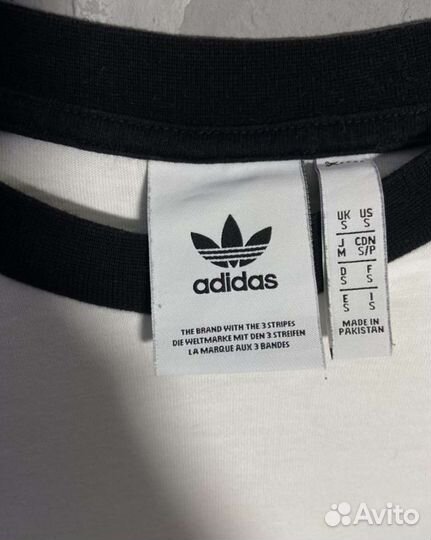 adidas
THE BRAND WITH THE 3 STRIPES
DIE WELTMARKE MIT DEN 3 STREIFEN
LA MARQUE AUX 3 BANDES
UK US
S S
J CDN
M S/P
D F
S S
E I
S S
MADE IN
PAKISTAN
Avito